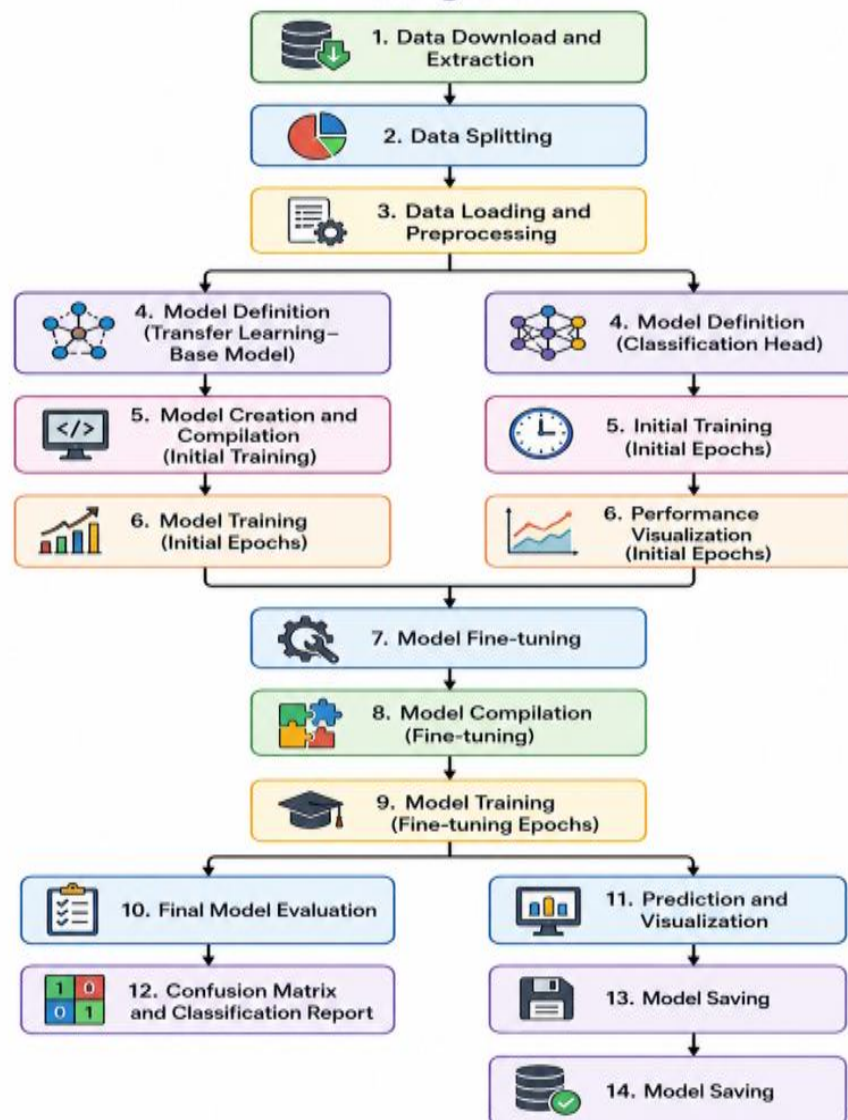 1. Data Download and
Extraction
2. Data Splitting
3. Data Loading and
Preprocessing
4. Model Definition
(Transfer Learning–
Base Model)
4. Model Definition
(Classification Head)
</>
5. Model Creation and
Compilation
(Initial Training)
5. Initial Training
(Initial Epochs)
6. Model Training
(Initial Epochs)
6. Performance
Visualization
(Initial Epochs)
7. Model Fine-tuning
8. Model Compilation
(Fine-tuning)
9. Model Training
(Fine-tuning Epochs)
10. Final Model Evaluation
11. Prediction and
Visualization
1 0
0 1
12. Confusion Matrix
and Classification Report
13. Model Saving
14. Model Saving